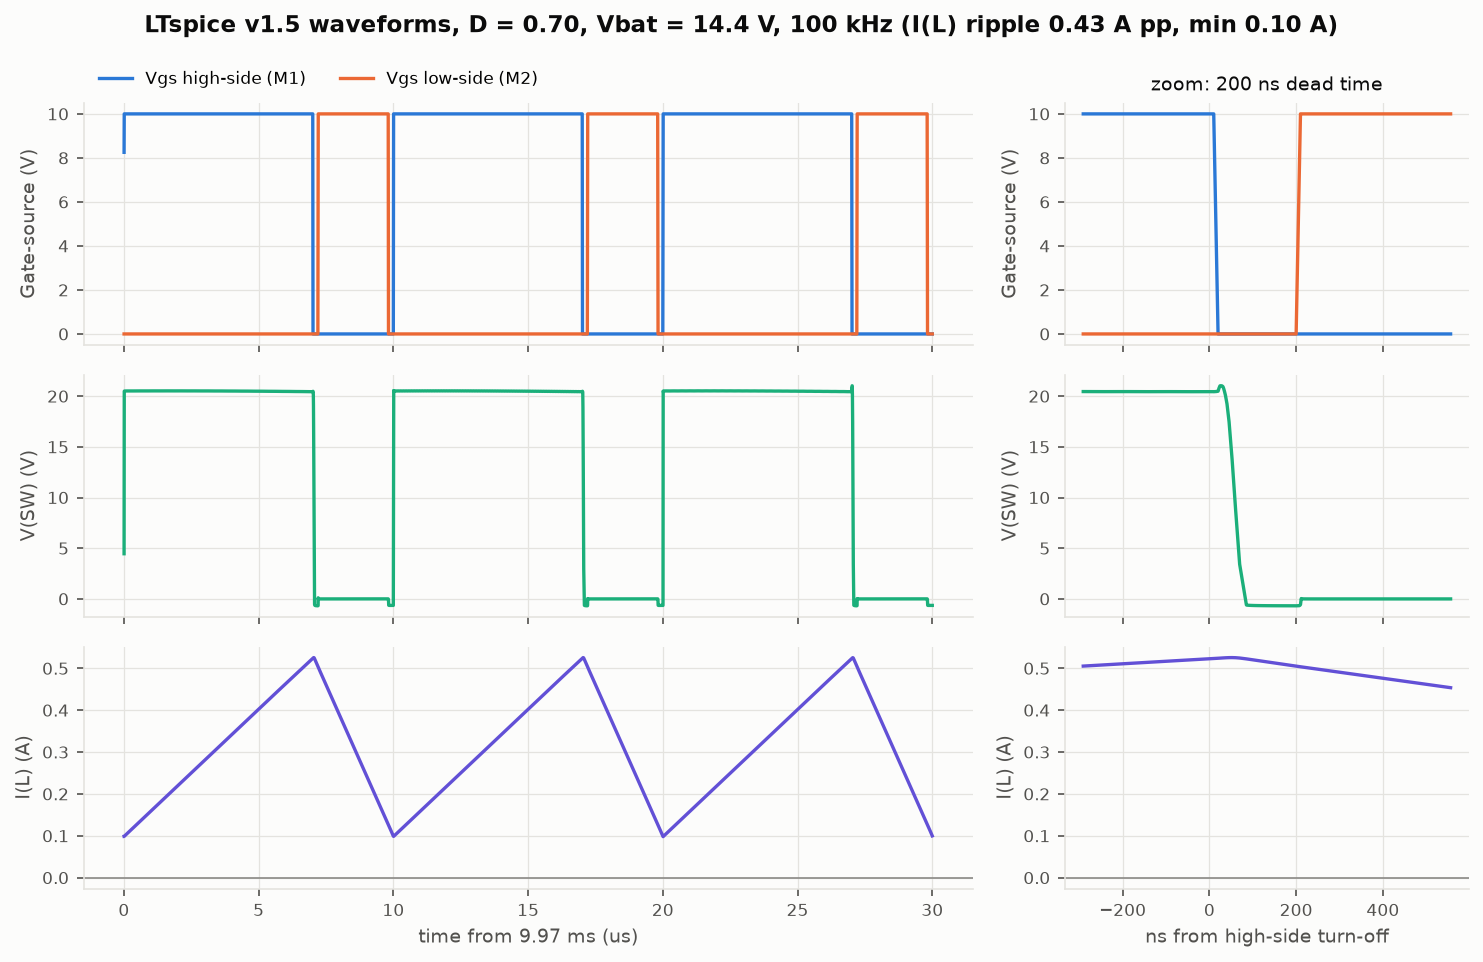 LTspice v1.5 waveforms, D = 0.70, Vbat = 14.4 V, 100 kHz (I(L) ripple 0.43 A pp, min 0.10 A)
Vgs high-side (M1) Vgs low-side (M2)
zoom: 200 ns dead time
Gate-source (V)
10
8
6
4
2
0
Gate-source (V)
10
8
6
4
2
0
V(SW) (V)
20
15
10
5
0
V(SW) (V)
20
15
10
5
0
I(L) (A)
0.5
0.4
0.3
0.2
0.1
0.0
0 5 10 15 20 25 30
time from 9.97 ms (us)
I(L) (A)
0.5
0.4
0.3
0.2
0.1
0.0
−200 0 200 400
ns from high-side turn-off